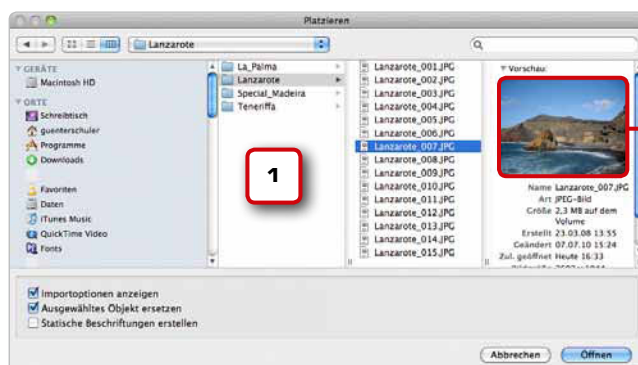 Platzieren
Lanzarote
GERÄTE
Macintosh HD
ORTE
Schreibtisch
guenterschuler
Programme
Downloads
Favoriten
Daten
iTunes Music
QuickTime Video
Fonts
La_Palma
Lanzarote
Special_Madeira
Teneriffa
1
Lanzarote_001.JPG
Lanzarote_002.JPG
Lanzarote_003.JPG
Lanzarote_004.JPG
Lanzarote_005.JPG
Lanzarote_006.JPG
Lanzarote_007.JPG
Lanzarote_008.JPG
Lanzarote_009.JPG
Lanzarote_010.JPG
Lanzarote_011.JPG
Lanzarote_012.JPG
Lanzarote_013.JPG
Lanzarote_014.JPG
Lanzarote_015.JPG
Vorschau:
Name Lanzarote_007.JPG
Art JPEG-Bild
Größe 2,3 MB auf dem
Volume
Erstellt 23.03.08 13:55
Geändert 07.07.10 15:24
Zul. geöffnet Heute 16:33
Importoptionen anzeigen
Ausgewähltes Objekt ersetzen
Statische Beschriftungen erstellen
Abbrechen
Öffnen